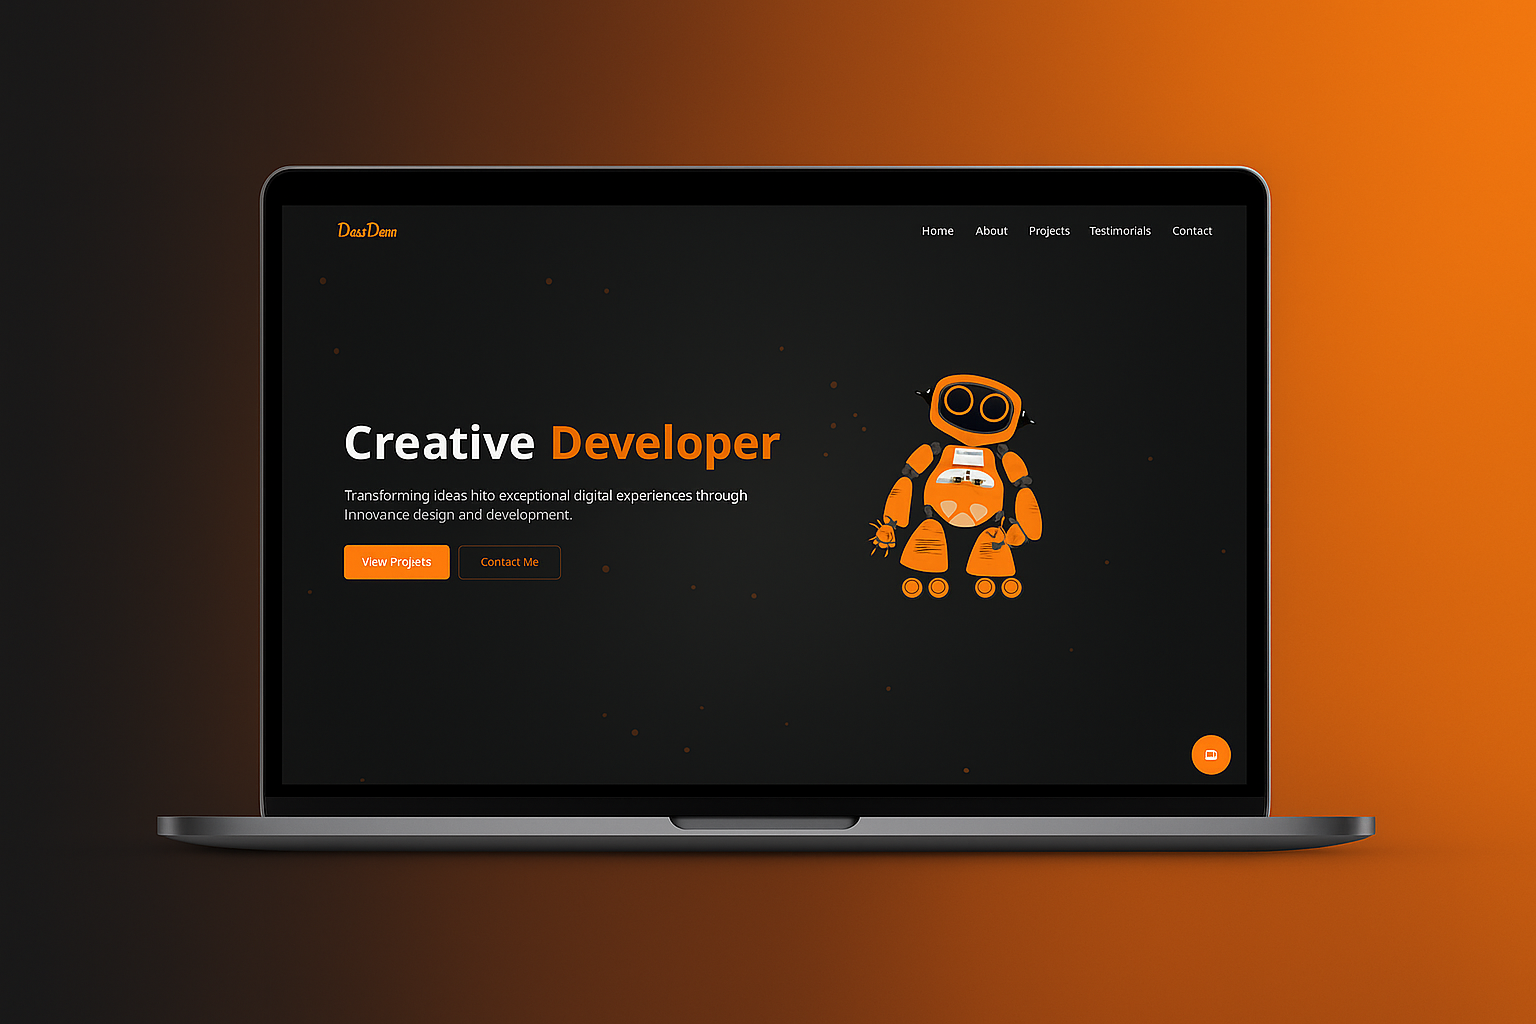 DassDenn
Home About Projects Testimonials Contact
Creative Developer
Transforming ideas hito exceptional digital experiences through
Innovance design and development.
View Projiets Contact Me